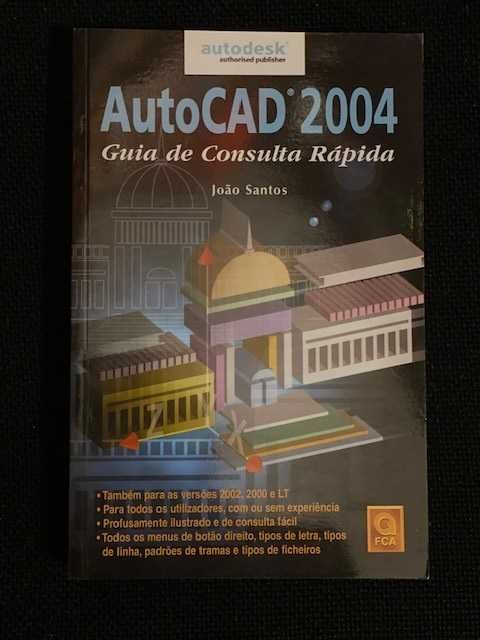 autodesk®
authorised publisher
AutoCAD® 2004
Guia de Consulta Rápida
João Santos
Z
X
• Também para as versões 2002, 2000 e LT
• Para todos os utilizadores, com ou sem experiência
• Profusamente ilustrado e de consulta fácil
• Todos os menus de botão direito, tipos de letra, tipos
de linha, padrões de tramas e tipos de ficheiros
FCA